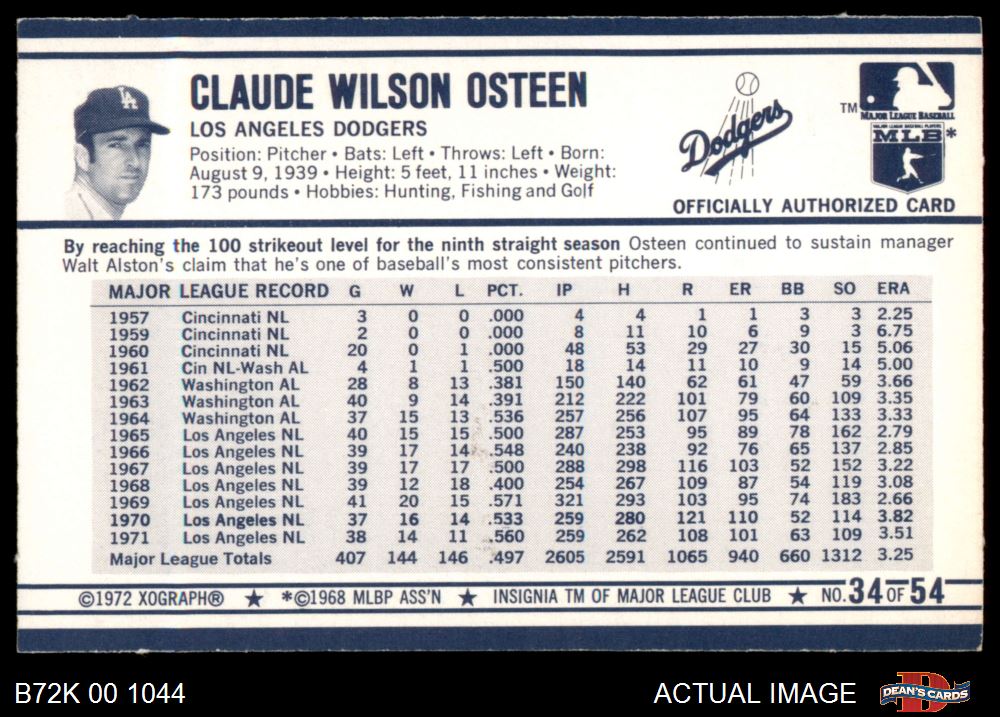 CLAUDE WILSON OSTEEN
LOS ANGELES DODGERS
Position: Pitcher • Bats: Left • Throws: Left • Born:
August 9, 1939 • Height: 5 feet, 11 inches • Weight:
173 pounds • Hobbies: Hunting, Fishing and Golf
LA
Dodgers
TM
MAJOR LEAGUE BASEBALL
MAJOR LEAGUE BASEBALL PLAYERS
MLB*
OFFICIALLY AUTHORIZED CARD
By reaching the 100 strikeout level for the ninth straight season Osteen continued to sustain manager
Walt Alston's claim that he's one of baseball's most consistent pitchers.
MAJOR LEAGUE RECORD G W L PCT. IP H R ER BB SO ERA
1957 Cincinnati NL 3 0 0 .000 4 4 1 1 3 3 2.25
1959 Cincinnati NL 2 0 0 .000 8 11 10 6 9 3 6.75
1960 Cincinnati NL 20 0 1 .000 48 53 29 27 30 15 5.06
1961 Cin NL-Wash AL 4 1 1 .500 18 14 11 10 9 14 5.00
1962 Washington AL 28 8 13 .381 150 140 62 61 47 59 3.66
1963 Washington AL 40 9 14 .391 212 222 101 79 60 109 3.35
1964 Washington AL 37 15 13 .536 257 256 107 95 64 133 3.33
1965 Los Angeles NL 40 15 15 .500 287 253 95 89 78 162 2.79
1966 Los Angeles NL 39 17 14 .548 240 238 92 76 65 137 2.85
1967 Los Angeles NL 39 17 17 .500 288 298 116 103 52 152 3.22
1968 Los Angeles NL 39 12 18 .400 254 267 109 87 54 119 3.08
1969 Los Angeles NL 41 20 15 .571 321 293 103 95 74 183 2.66
1970 Los Angeles NL 37 16 14 .533 259 280 121 110 52 114 3.82
1971 Los Angeles NL 38 14 11 .560 259 262 108 101 63 109 3.51
Major League Totals 407 144 146 .497 2605 2591 1065 940 660 1312 3.25
©1972 XOGRAPH® ★ *©1968 MLBP ASS'N ★ INSIGNIA TM OF MAJOR LEAGUE CLUB ★ NO. 34 OF 54
B72K 00 1044
ACTUAL IMAGE
D
DEAN'S CARDS